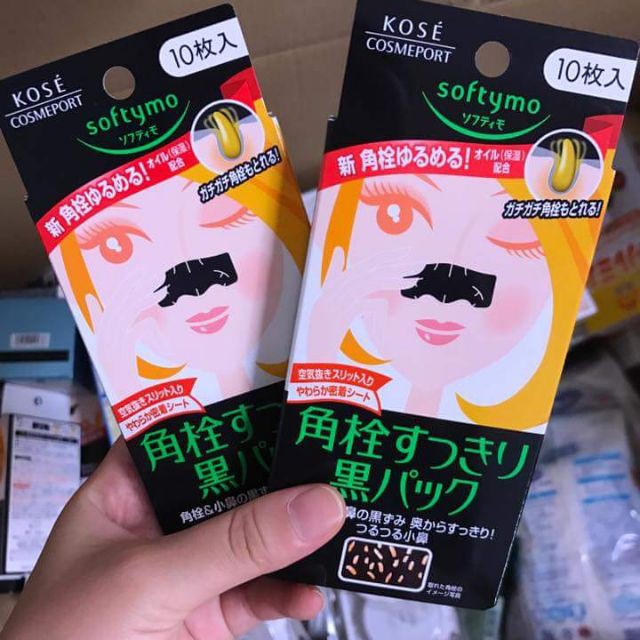 KOSÉ
COSMEPORT
10枚入
softymo
ソフティモ
新 角栓ゆるめる! オイル(保湿)
配合
ガチガチ角栓もとれる!
空気抜きスリット入り
やわらか密着シート
角栓すっ
黒パッ
角栓&小鼻の黒ず
KOSÉ
COSMEPORT
10枚入
softymo
ソフティモ
新 角栓ゆるめる! オイル(保湿)
配合
ガチガチ角栓もとれる!
空気抜きスリット入り
やわらか密着シート
角栓すっきり
黒パック
鼻の黒ずみ 奥からすっきり!
つるつる小鼻
取れた角栓の
イメージ写真